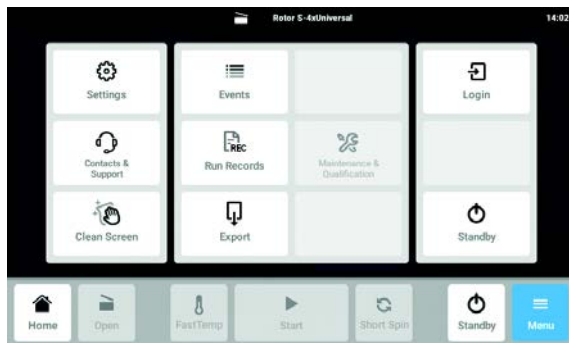 Rotor S-4xUniversal
14:02
Settings
Events
Login
Contacts &
Support
REC
Run Records
Maintenance &
Qualification
Clean Screen
Export
Standby
Home
Open
FastTemp
Start
Short Spin
Standby
Menu